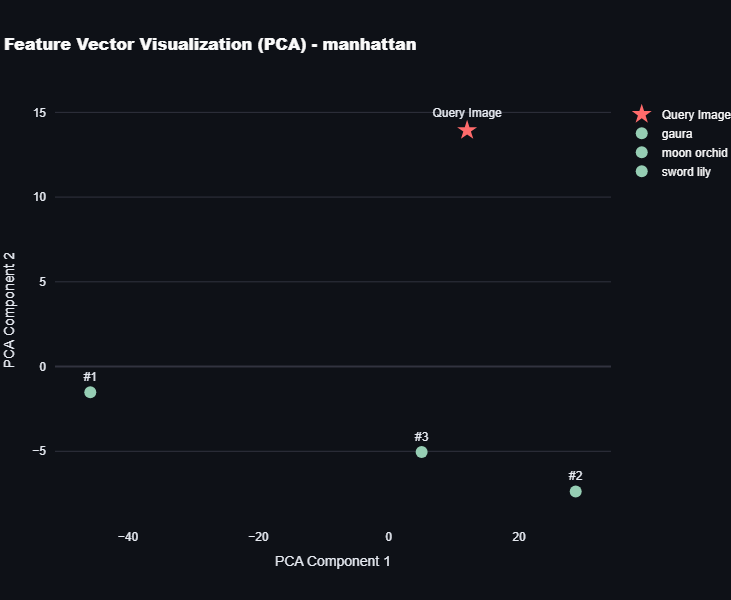 Feature Vector Visualization (PCA) - manhattan
Query Image
gaura
moon orchid
sword lily
Query Image
15
10
5
0
−5
PCA Component 2
#1
#3
#2
−40
−20
0
20
PCA Component 1